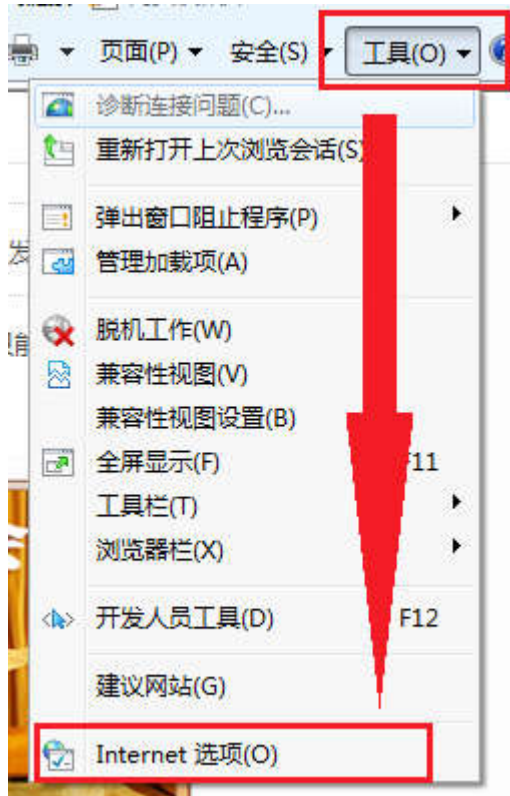 页面(P) 安全(S) 工具(O)
诊断连接问题(C)...
重新打开上次浏览会话(S)
弹出窗口阻止程序(P)
管理加载项(A)
脱机工作(W)
兼容性视图(V)
兼容性视图设置(B)
全屏显示(F) F11
工具栏(T)
浏览器栏(X)
开发人员工具(D) F12
建议网站(G)
Internet 选项(O)